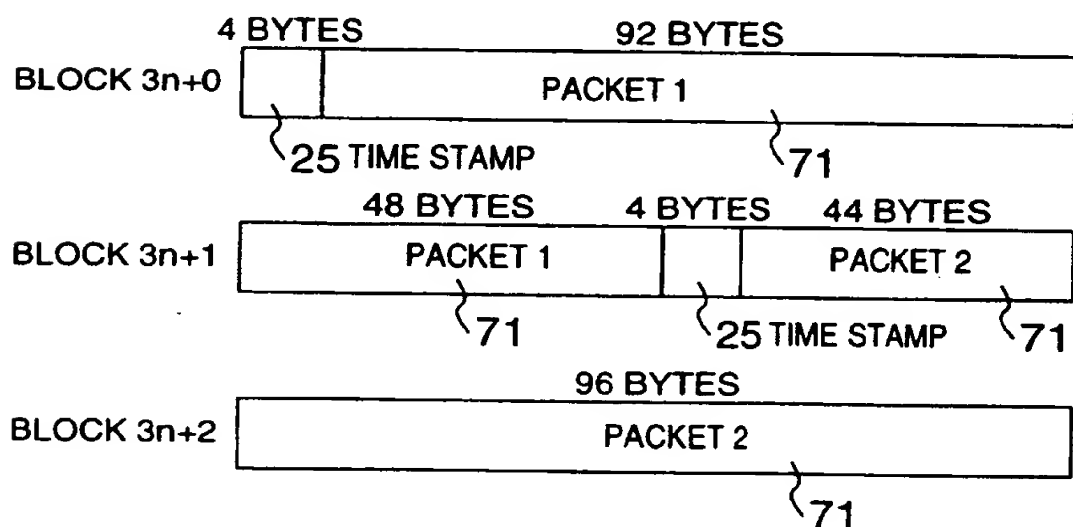 4 BYTES 92 BYTES
BLOCK 3n+0 PACKET 1
25 TIME STAMP 71
48 BYTES 4 BYTES 44 BYTES
BLOCK 3n+1 PACKET 1 PACKET 2
71 25 TIME STAMP 71
96 BYTES
BLOCK 3n+2 PACKET 2
71